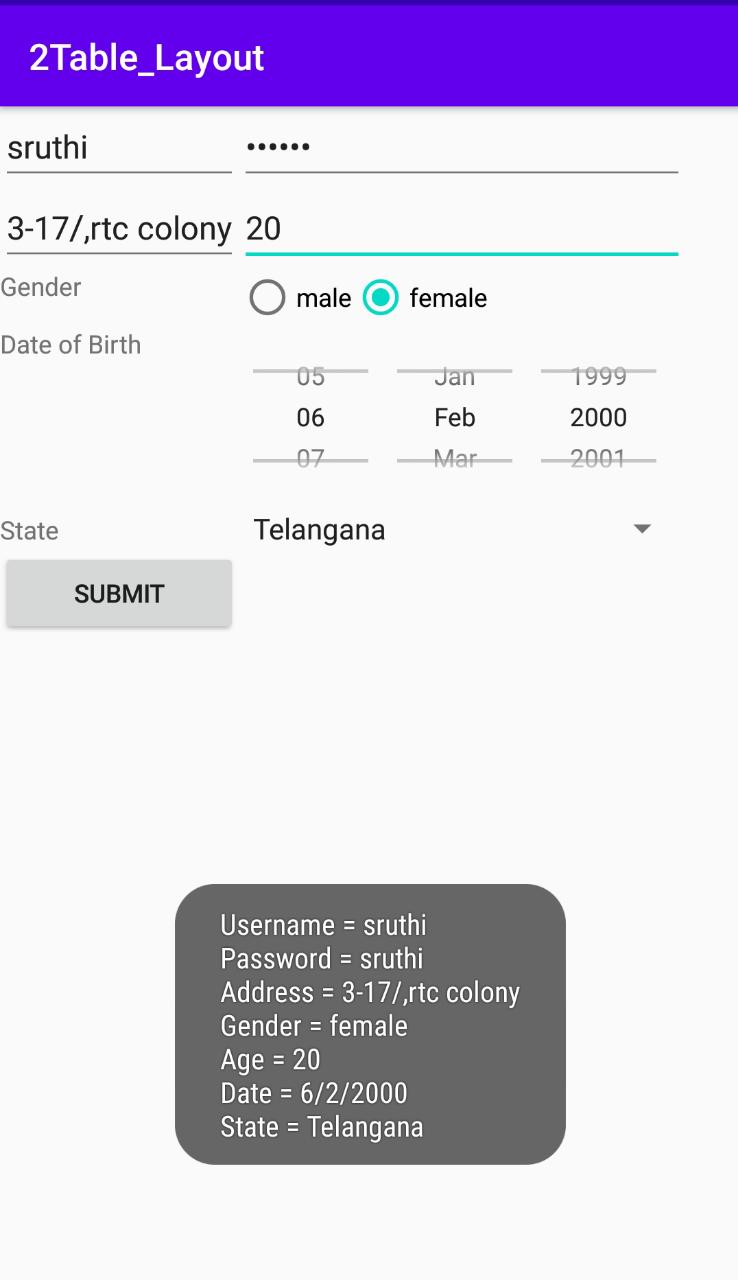 2Table_Layout
sruthi ••••••
3-17/,rtc colony 20
Gender male female
Date of Birth
05 Jan 1999
06 Feb 2000
07 Mar 2001
State Telangana
SUBMIT
Username = sruthi
Password = sruthi
Address = 3-17/,rtc colony
Gender = female
Age = 20
Date = 6/2/2000
State = Telangana